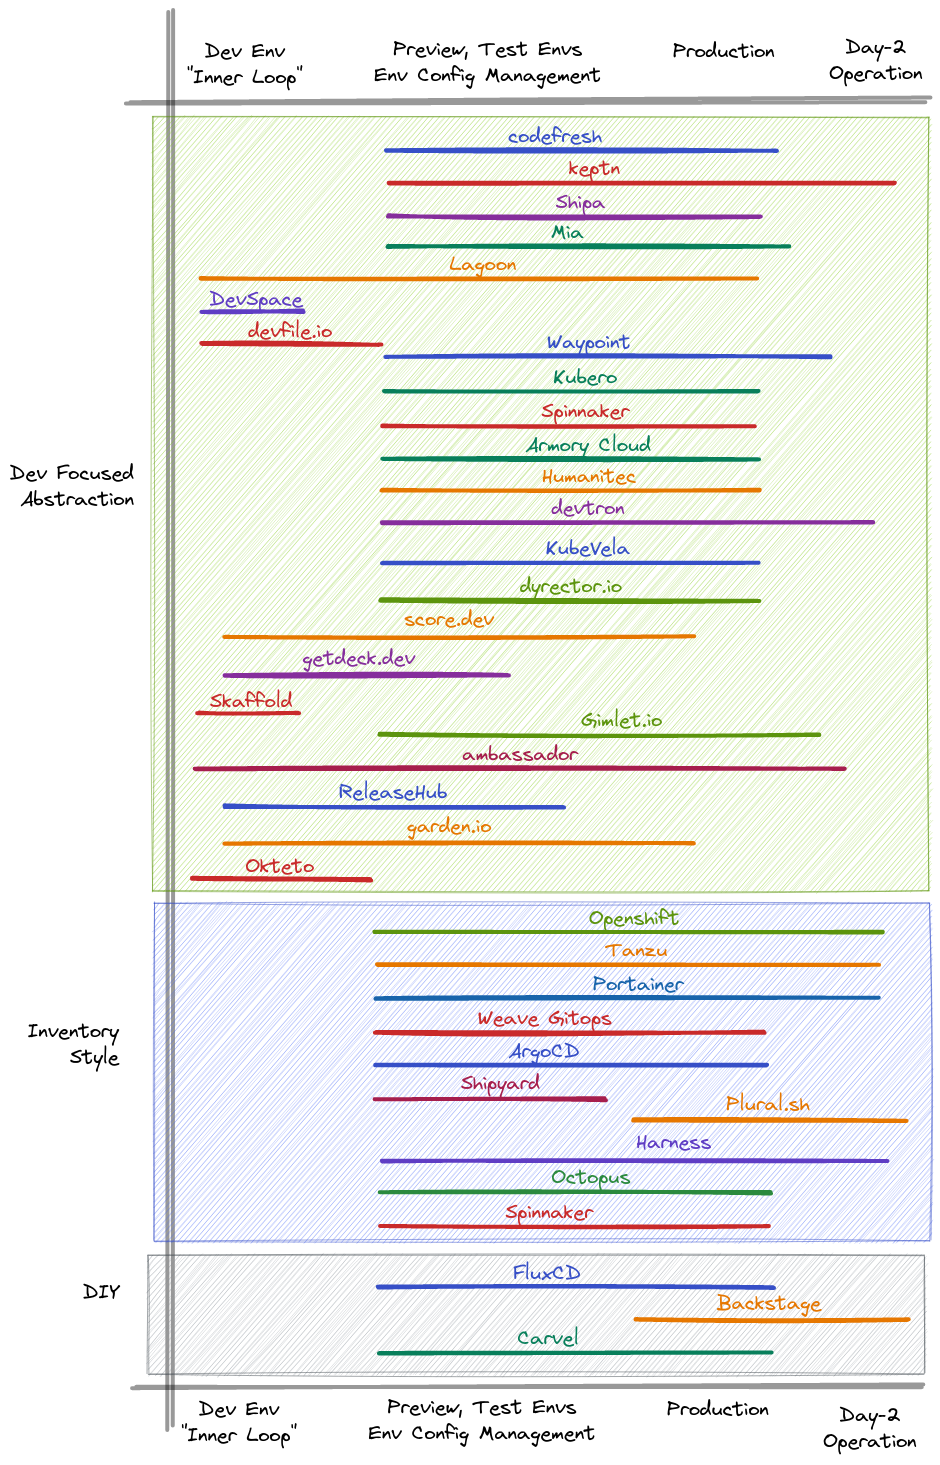 Dev Env
"Inner Loop"
Preview, Test Envs
Env Config Management
Production
Day-2
Operation
Dev Focused
Abstraction
codefresh
keptn
Shipa
Mia
Lagoon
DevSpace
devfile.io
Waypoint
Kubero
Spinnaker
Armory Cloud
Humanitec
devtron
KubeVela
dyrector.io
score.dev
getdeck.dev
Skaffold
Gimlet.io
ambassador
ReleaseHub
garden.io
Okteto
Inventory
Style
Openshift
Tanzu
Portainer
Weave Gitops
ArgoCD
Shipyard
Plural.sh
Harness
Octopus
Spinnaker
DIY
FluxCD
Backstage
Carvel
Dev Env
"Inner Loop"
Preview, Test Envs
Env Config Management
Production
Day-2
Operation